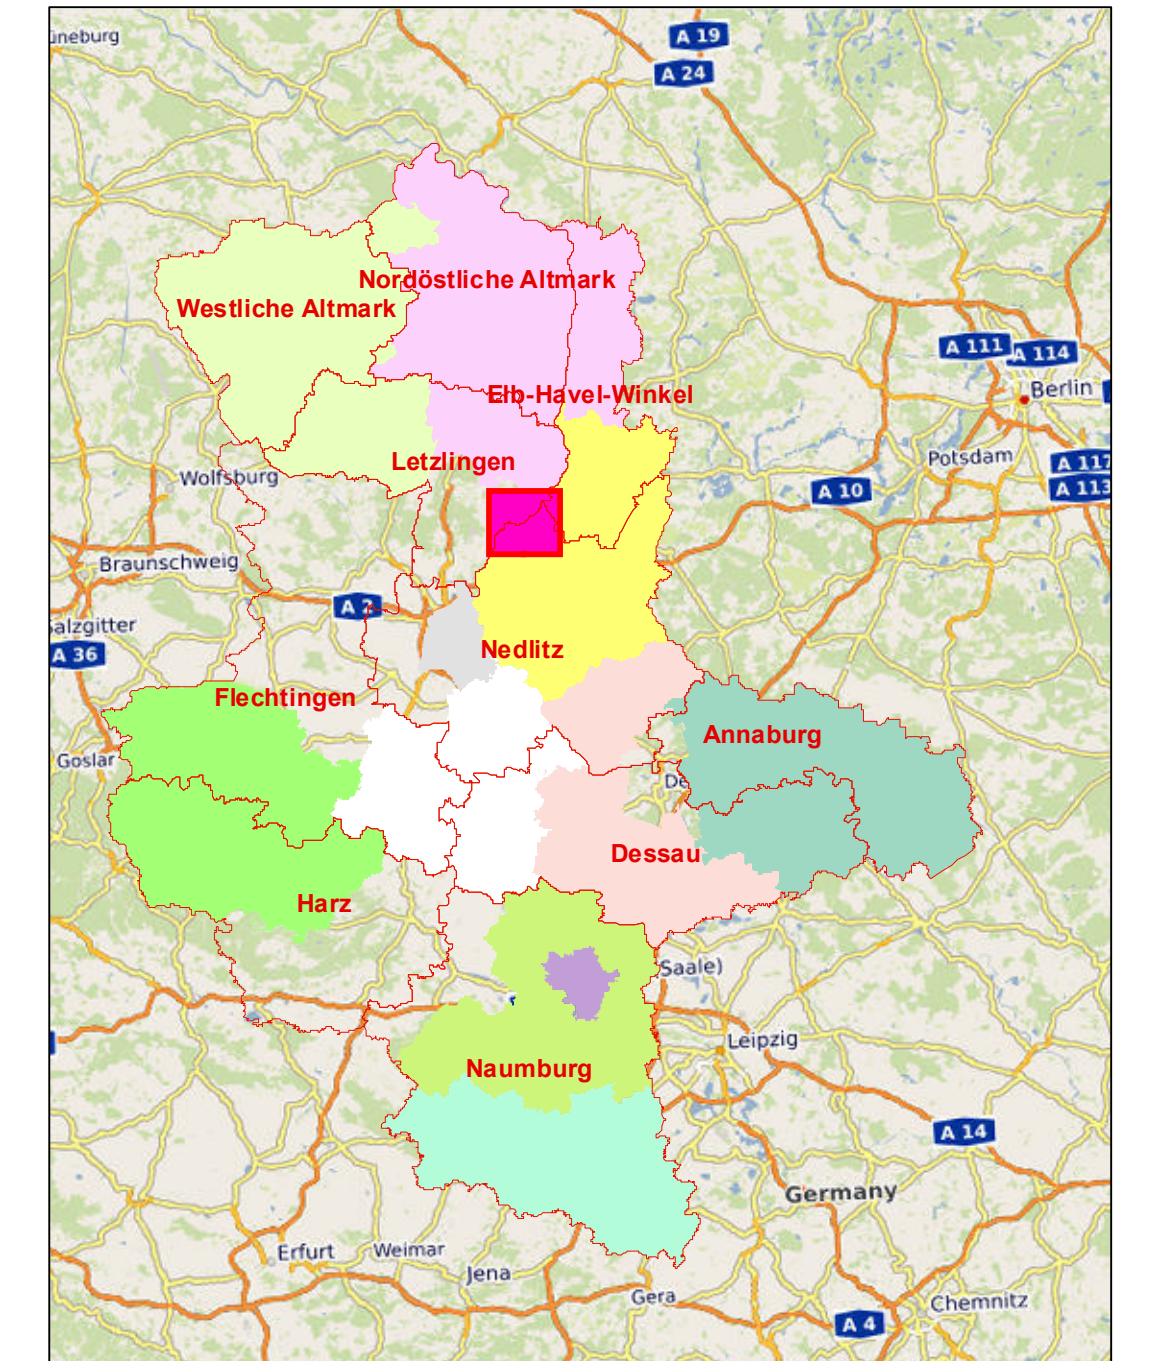 üneburg
A 19
A 24
Nordöstliche Altmark
Westliche Altmark
A 111
A 114
Berlin
Elb-Havel-Winkel
Potsdam
Letzlingen
A 117
Wolfsburg
A 10
A 113
Braunschweig
A 2
alzgitter
A 36
Nedlitz
Flechtingen
Annaburg
Goslar
De
Dessau
Harz
Saale)
Leipzig
Naumburg
A 14
Germany
Erfurt
Weimar
Jena
Gera
Chemnitz
A 4